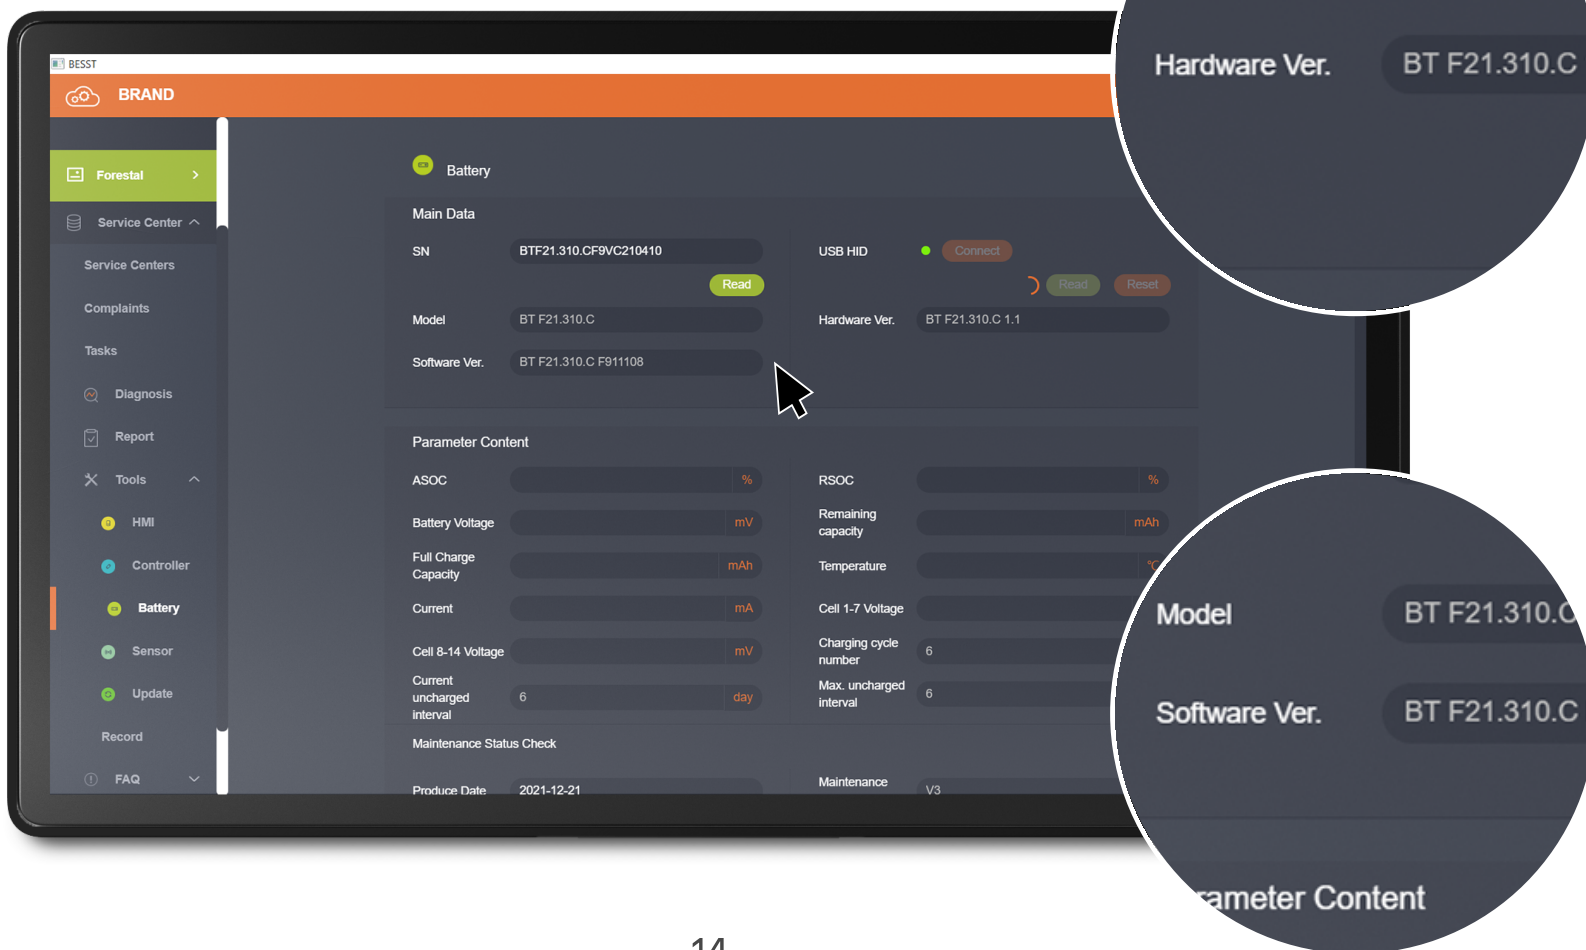 BESST
BRAND
Forestal
Service Center
Service Centers
Complaints
Tasks
Diagnosis
Report
Tools
HMI
Controller
Battery
Sensor
Update
Record
FAQ
Battery
Main Data
SN BTF21.310.CF9VC210410 USB HID Connect
Read Read Reset
Model BT F21.310.C Hardware Ver. BT F21.310.C 1.1
Software Ver. BT F21.310.C F911108
Parameter Content
ASOC % RSOC %
Battery Voltage mV Remaining capacity mAh
Full Charge Capacity mAh Temperature °C
Current mA Cell 1-7 Voltage
Cell 8-14 Voltage mV Charging cycle number 6
Current uncharged interval 6 day Max. uncharged interval 6
Maintenance Status Check
Produce Date 2021-12-21 Maintenance V3
Hardware Ver. BT F21.310.C
Model BT F21.310.C
Software Ver. BT F21.310.C
rameter Content
14